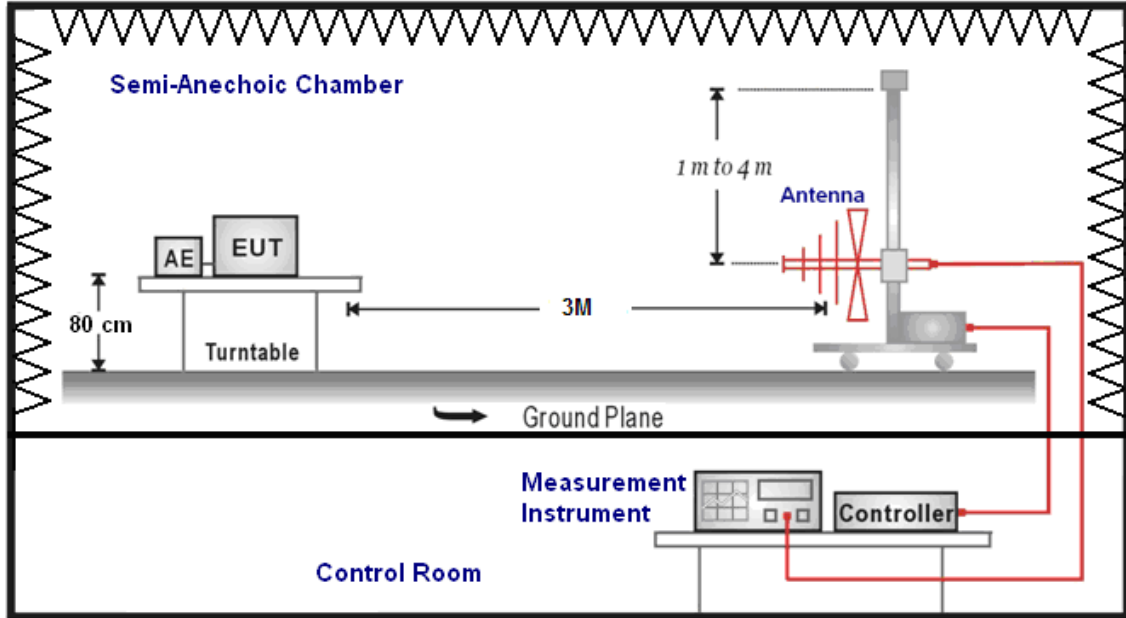 Semi-Anechoic Chamber
1 m to 4 m
Antenna
AE
EUT
80 cm
3M
Turntable
Ground Plane
Measurement
Instrument
Controller
Control Room